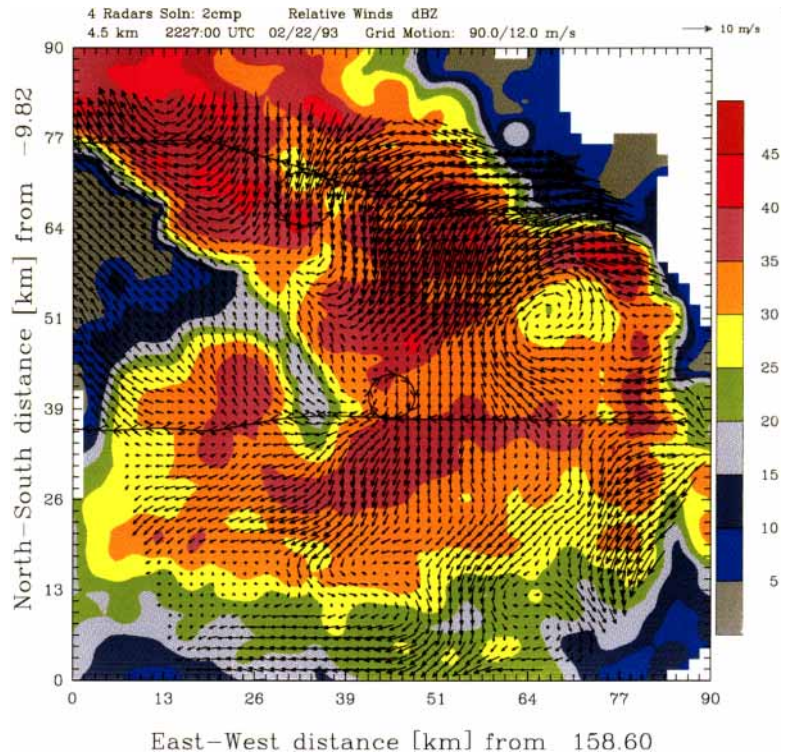 4 Radars Soln: 2cmp Relative Winds dBZ
4.5 km 2227:00 UTC 02/22/93 Grid Motion: 90.0/12.0 m/s
10 m/s
90
77
64
51
39
26
13
0
North-South distance [km] from -9.82
45
40
35
30
25
20
15
10
5
0 13 26 39 51 64 77 90
East-West distance [km] from 158.60